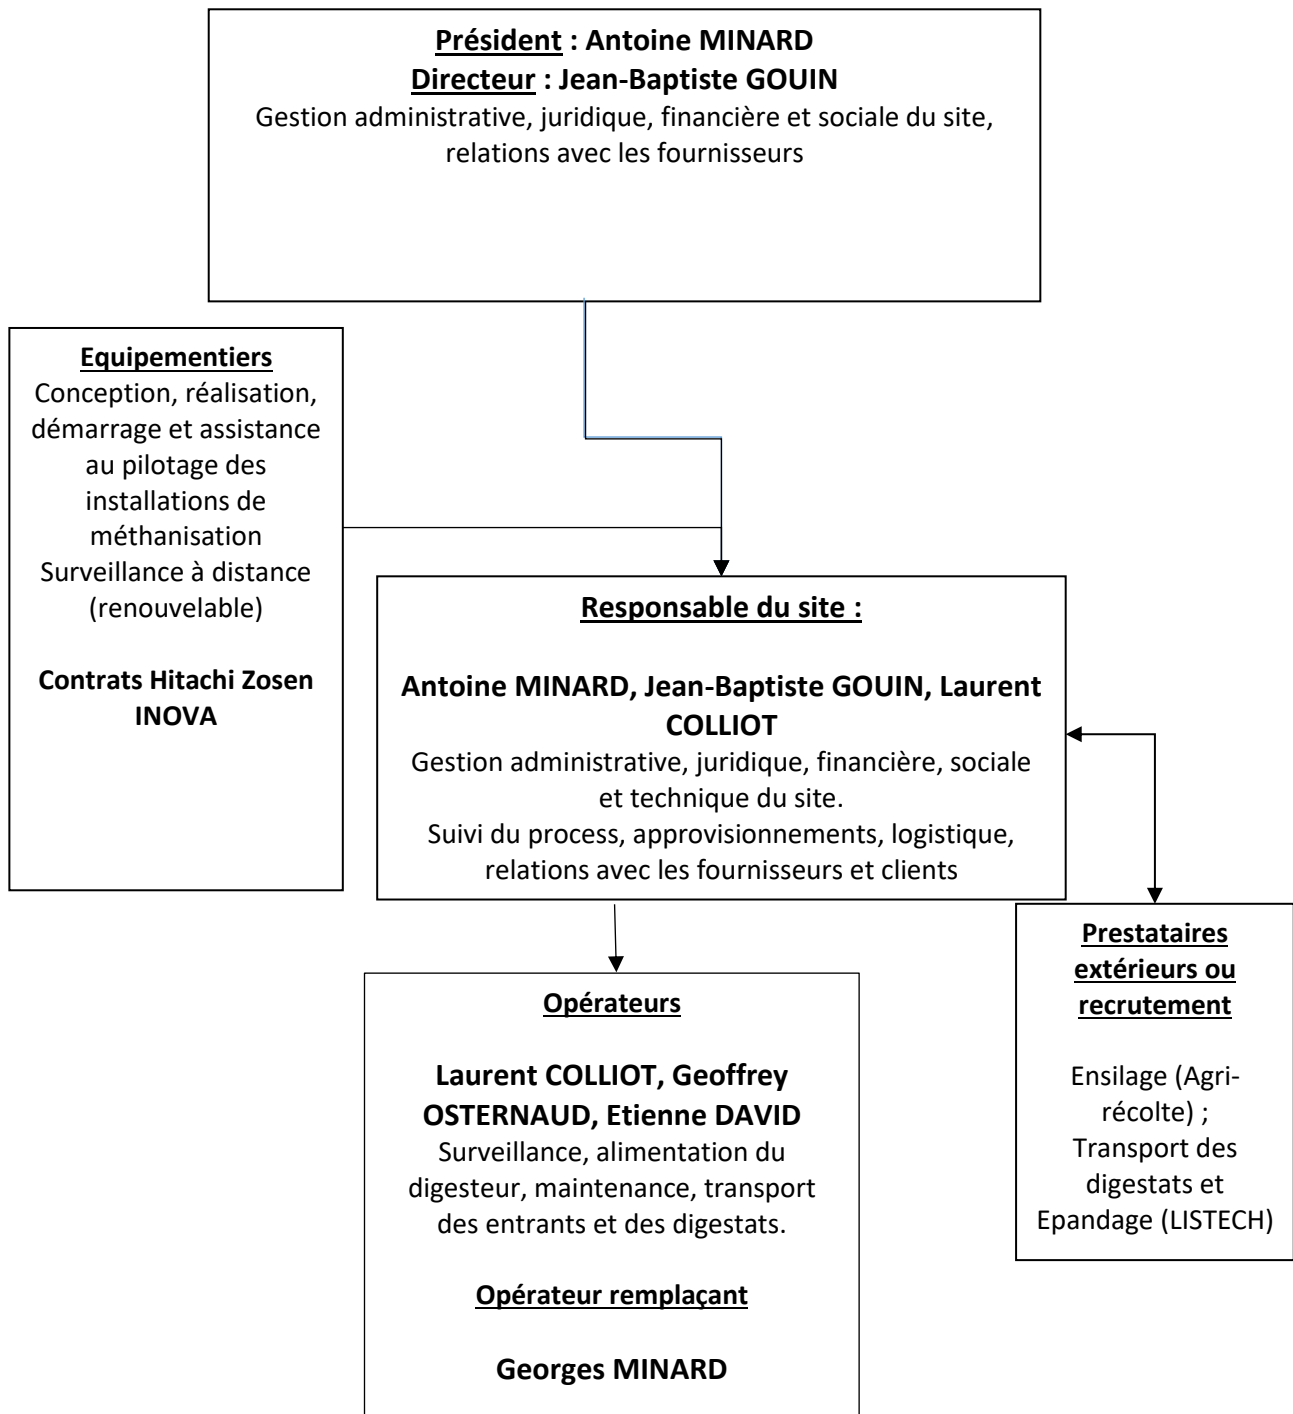 Président : Antoine MINARD
Directeur : Jean-Baptiste GOUIN
Gestion administrative, juridique, financière et sociale du site,
relations avec les fournisseurs
Equipementiers
Conception, réalisation,
démarrage et assistance
au pilotage des
installations de
méthanisation
Surveillance à distance
(renouvelable)
Contrats Hitachi Zosen
INOVA
Responsable du site :
Antoine MINARD, Jean-Baptiste GOUIN, Laurent
COLLIOT
Gestion administrative, juridique, financière, sociale
et technique du site.
Suivi du process, approvisionnements, logistique,
relations avec les fournisseurs et clients
Opérateurs
Laurent COLLIOT, Geoffrey
OSTERNAUD, Etienne DAVID
Surveillance, alimentation du
digesteur, maintenance, transport
des entrants et des digestats.
Opérateur remplaçant
Georges MINARD
Prestataires
extérieurs ou
recrutement
Ensilage (Agri-
récolte) ;
Transport des
digestats et
Epandage (LISTECH)